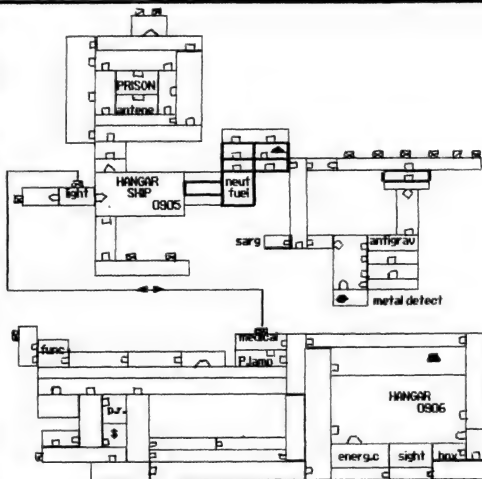 PRISON
antene
light
HANGAR
SHIP
0905
neut
fuel
sarg
antigrav
metal detect
medical
func
P.lamp
HANGAR
0906
p.r.
$
energ.c
sight
box